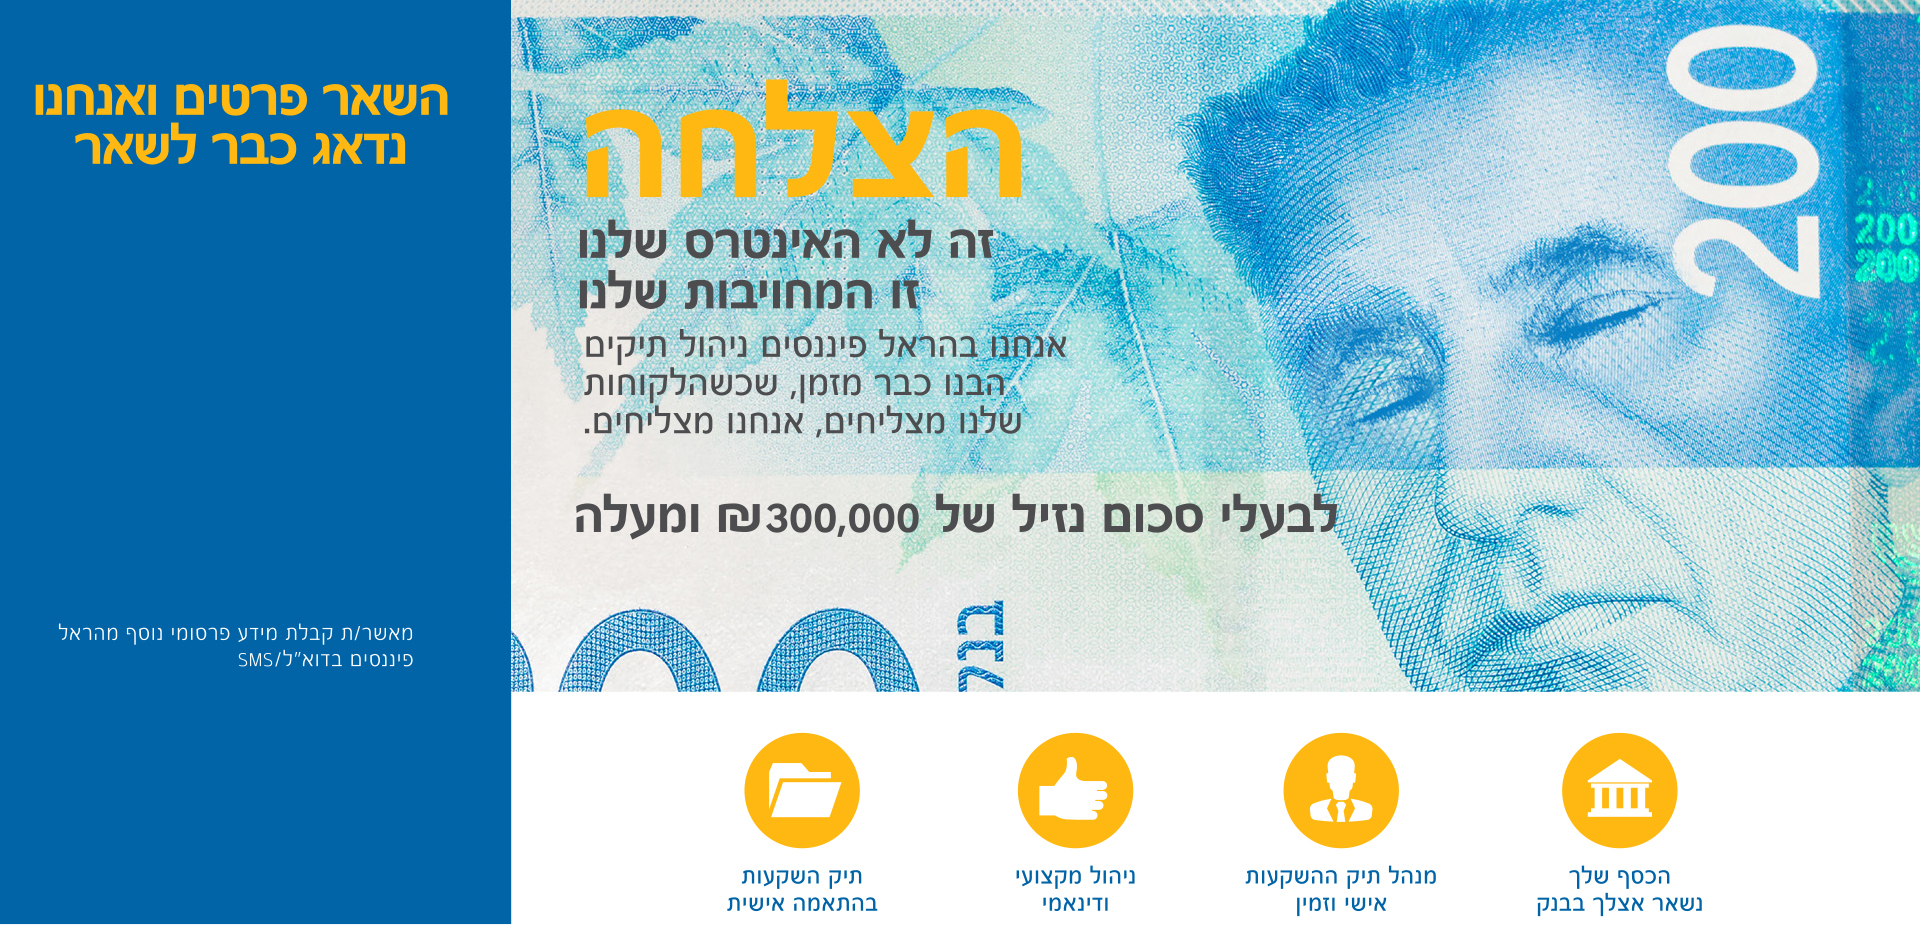 השאר פרטים ואנחנו
נדאג כבר לשאר
מאשר/ת קבלת מידע פרסומי נוסף מהראל
פיננסים בדוא"ל/SMS
הצלחה
זה לא האינטרס שלנו
זו המחויבות שלנו
אנחנו בהראל פיננסים ניהול תיקים
הבנו כבר מזמן, שכשהלקוחות
שלנו מצליחים, אנחנו מצליחים.
לבעלי סכום נזיל של 300,000₪ ומעלה
200
200
200
הכסף שלך
נשאר אצלך בבנק
מנהל תיק ההשקעות
אישי וזמין
ניהול מקצועי
ודינאמי
תיק השקעות
בהתאמה אישית